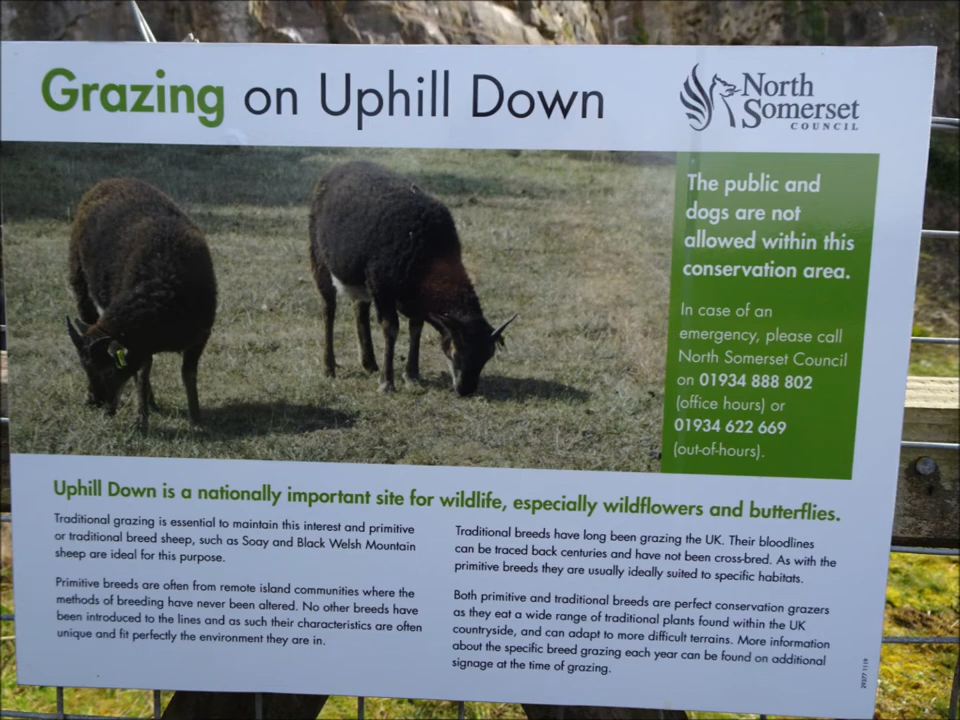 Grazing on Uphill Down
North
Somerset
COUNCIL
The public and
dogs are not
allowed within this
conservation area.
In case of an
emergency, please call
North Somerset Council
on 01934 888 802
(office hours) or
01934 622 669
(out-of-hours).
Uphill Down is a nationally important site for wildlife, especially wildflowers and butterflies.
Traditional grazing is essential to maintain this interest and primitive
or traditional breed sheep, such as Soay and Black Welsh Mountain
sheep are ideal for this purpose.
Primitive breeds are often from remote island communities where the
methods of breeding have never been altered. No other breeds have
been introduced to the lines and as such their characteristics are often
unique and fit perfectly the environment they are in.
Traditional breeds have long been grazing the UK. Their bloodlines
can be traced back centuries and have not been cross-bred. As with the
primitive breeds they are usually ideally suited to specific habitats.
Both primitive and traditional breeds are perfect conservation grazers
as they eat a wide range of traditional plants found within the UK
countryside, and can adapt to more difficult terrains. More information
about the specific breed grazing each year can be found on additional
signage at the time of grazing.